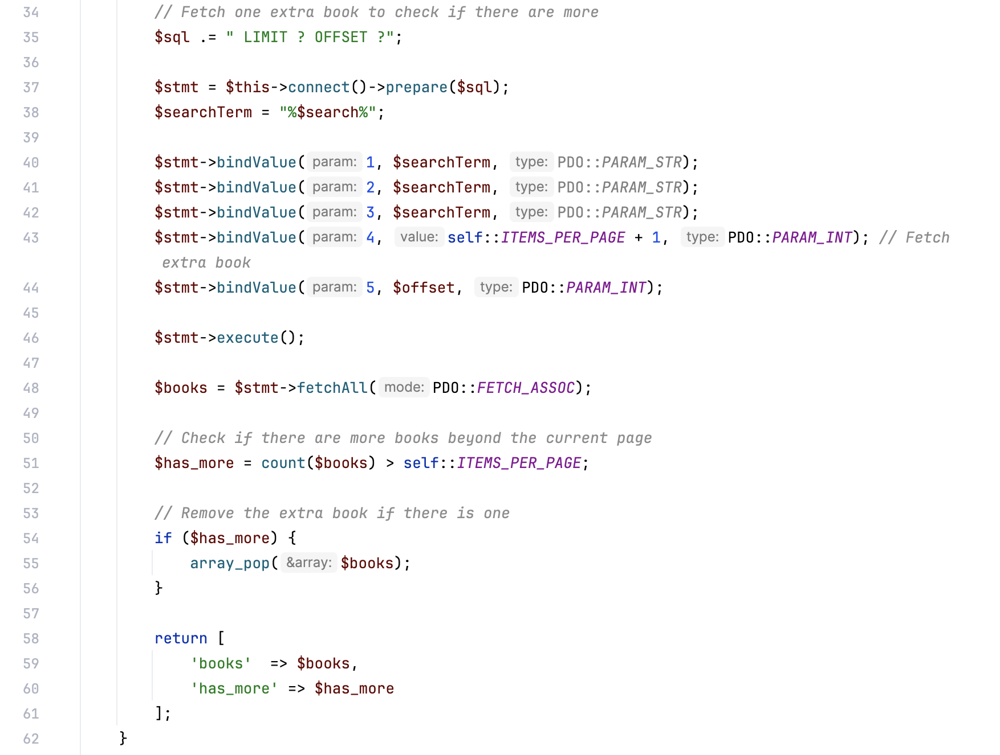 34 // Fetch one extra book to check if there are more
35 $sql .= " LIMIT ? OFFSET ?";
36
37 $stmt = $this->connect()->prepare($sql);
38 $searchTerm = "%$search%";
39
40 $stmt->bindValue( param: 1, $searchTerm, type: PDO::PARAM_STR);
41 $stmt->bindValue( param: 2, $searchTerm, type: PDO::PARAM_STR);
42 $stmt->bindValue( param: 3, $searchTerm, type: PDO::PARAM_STR);
43 $stmt->bindValue( param: 4, value: self::ITEMS_PER_PAGE + 1, type: PDO::PARAM_INT); // Fetch
extra book
44 $stmt->bindValue( param: 5, $offset, type: PDO::PARAM_INT);
45
46 $stmt->execute();
47
48 $books = $stmt->fetchAll( mode: PDO::FETCH_ASSOC);
49
50 // Check if there are more books beyond the current page
51 $has_more = count($books) > self::ITEMS_PER_PAGE;
52
53 // Remove the extra book if there is one
54 if ($has_more) {
55 array_pop( &array: $books);
56 }
57
58 return [
59 'books'  => $books,
60 'has_more' => $has_more
61 ];
62 }